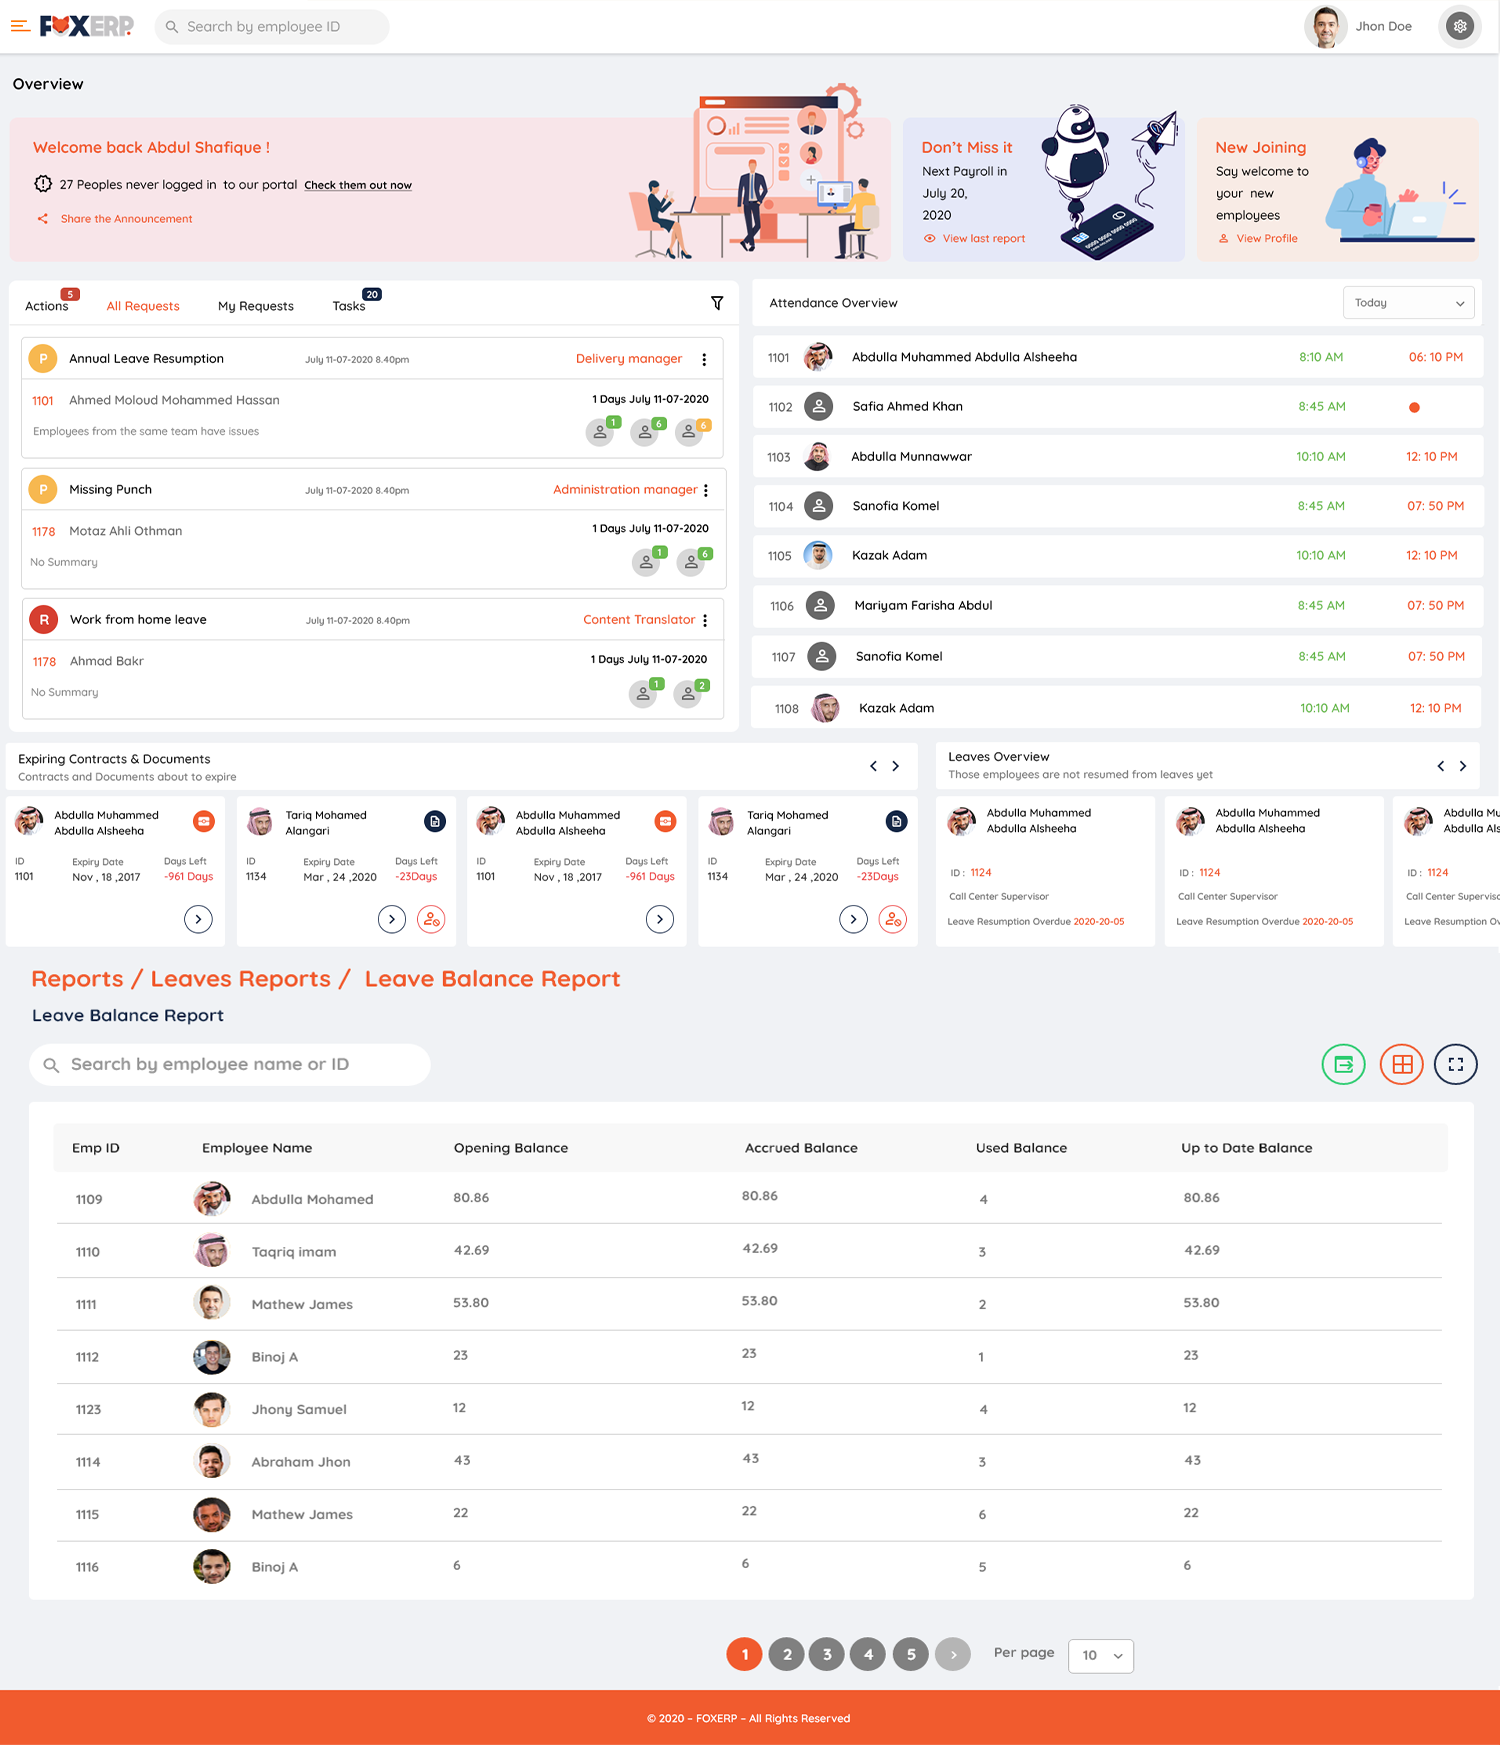 FOXERP.
Search by employee ID
Jhon Doe
Overview
Welcome back Abdul Shafique !
27 Peoples never logged in to our portal Check them out now
Share the Announcement
Don't Miss it
Next Payroll in
July 20,
2020
View last report
New Joining
Say welcome to
your new
employees
View Profile
Actions 5 All Requests My Requests Tasks 20
P Annual Leave Resumption July 11-07-2020 8.40pm Delivery manager
1101 Ahmed Moloud Mohammed Hassan 1 Days July 11-07-2020
Employees from the same team have issues 1 6 6
P Missing Punch July 11-07-2020 8.40pm Administration manager
1178 Motaz Ahli Othman 1 Days July 11-07-2020
No Summary 1 6
R Work from home leave July 11-07-2020 8.40pm Content Translator
1178 Ahmad Bakr 1 Days July 11-07-2020
No Summary 1 2
Attendance Overview Today
1101 Abdulla Muhammed Abdulla Alsheeha 8:10 AM 06: 10 PM
1102 Safia Ahmed Khan 8:45 AM
1103 Abdulla Munnawwar 10:10 AM 12: 10 PM
1104 Sanofia Komel 8:45 AM 07: 50 PM
1105 Kazak Adam 10:10 AM 12: 10 PM
1106 Mariyam Farisha Abdul 8:45 AM 07: 50 PM
1107 Sanofia Komel 8:45 AM 07: 50 PM
1108 Kazak Adam 10:10 AM 12: 10 PM
Expiring Contracts & Documents
Contracts and Documents about to expire
Abdulla Muhammed
Abdulla Alsheeha
ID Expiry Date Days Left
1101 Nov , 18 ,2017 -961 Days
Tariq Mohamed
Alangari
ID Expiry Date Days Left
1134 Mar , 24 ,2020 -23Days
Abdulla Muhammed
Abdulla Alsheeha
ID Expiry Date Days Left
1101 Nov , 18 ,2017 -961 Days
Tariq Mohamed
Alangari
ID Expiry Date Days Left
1134 Mar , 24 ,2020 -23Days
Leaves Overview
Those employees are not resumed from leaves yet
Abdulla Muhammed
Abdulla Alsheeha
ID : 1124
Call Center Supervisor
Leave Resumption Overdue 2020-20-05
Abdulla Muhammed
Abdulla Alsheeha
ID : 1124
Call Center Supervisor
Leave Resumption Overdue 2020-20-05
Abdulla Mu
Abdulla Als
ID : 1124
Call Center Superviso
Leave Resumption Ov
Reports / Leaves Reports / Leave Balance Report
Leave Balance Report
Search by employee name or ID
Emp ID Employee Name Opening Balance Accrued Balance Used Balance Up to Date Balance
1109 Abdulla Mohamed 80.86 80.86 4 80.86
1110 Taqriq imam 42.69 42.69 3 42.69
1111 Mathew James 53.80 53.80 2 53.80
1112 Binoj A 23 23 1 23
1123 Jhony Samuel 12 12 4 12
1114 Abraham Jhon 43 43 3 43
1115 Mathew James 22 22 6 22
1116 Binoj A 6 6 5 6
1 2 3 4 5 > Per page 10
© 2020 – FOXERP – All Rights Reserved